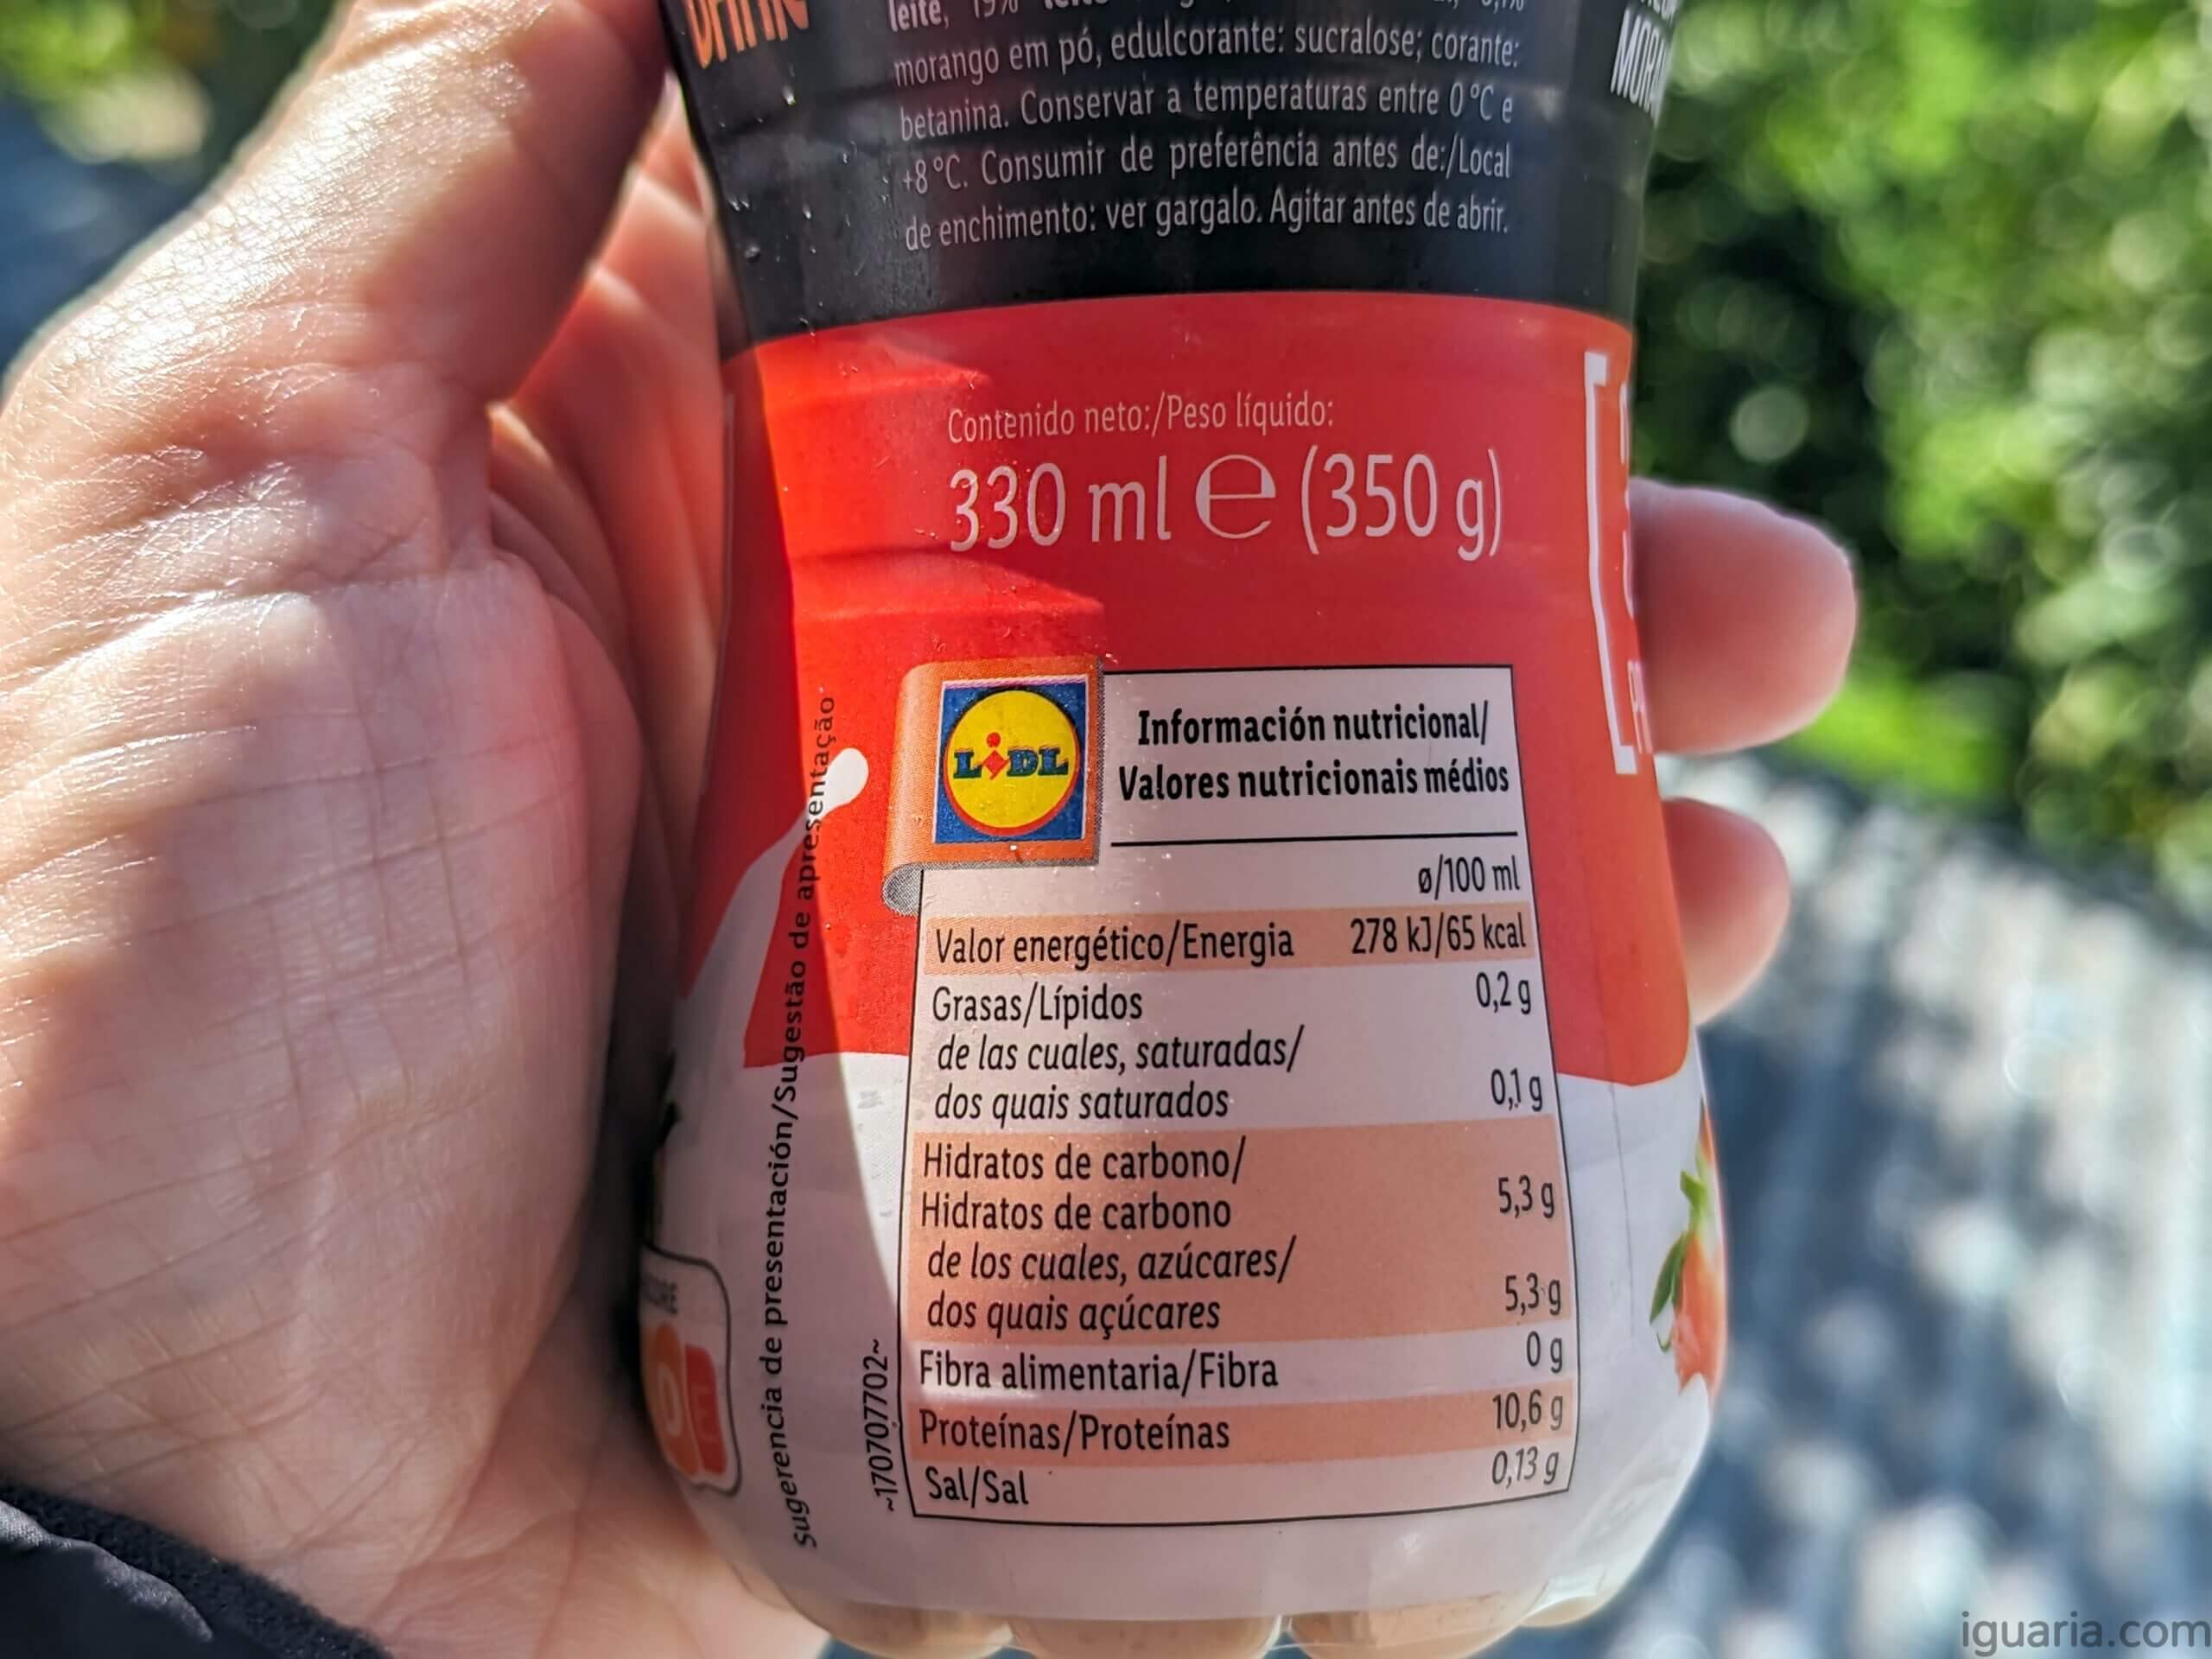 DRINK
leite, 19%
morango em pó, edulcorante: sucralose; corante:
betanina. Conservar a temperaturas entre 0 °C e
+8 °C. Consumir de preferência antes de:/Local
de enchimento: ver gargalo. Agitar antes de abrir.
Contenido neto:/Peso líquido:
330 ml e (350 g)
LIDL
Información nutricional/
Valores nutricionais médios
ø/100 ml
Valor energético/Energia 278 kJ/65 kcal
Grasas/Lípidos 0,2 g
de las cuales, saturadas/
dos quais saturados 0,1 g
Hidratos de carbono/
Hidratos de carbono 5,3 g
de los cuales, azúcares/
dos quais açúcares 5,3 g
Fibra alimentaria/Fibra 0 g
Proteínas/Proteínas 10,6 g
Sal/Sal 0,13 g
Sugerencia de presentación/Sugestão de apresentação
~1707077702~
D E
iguaria.com